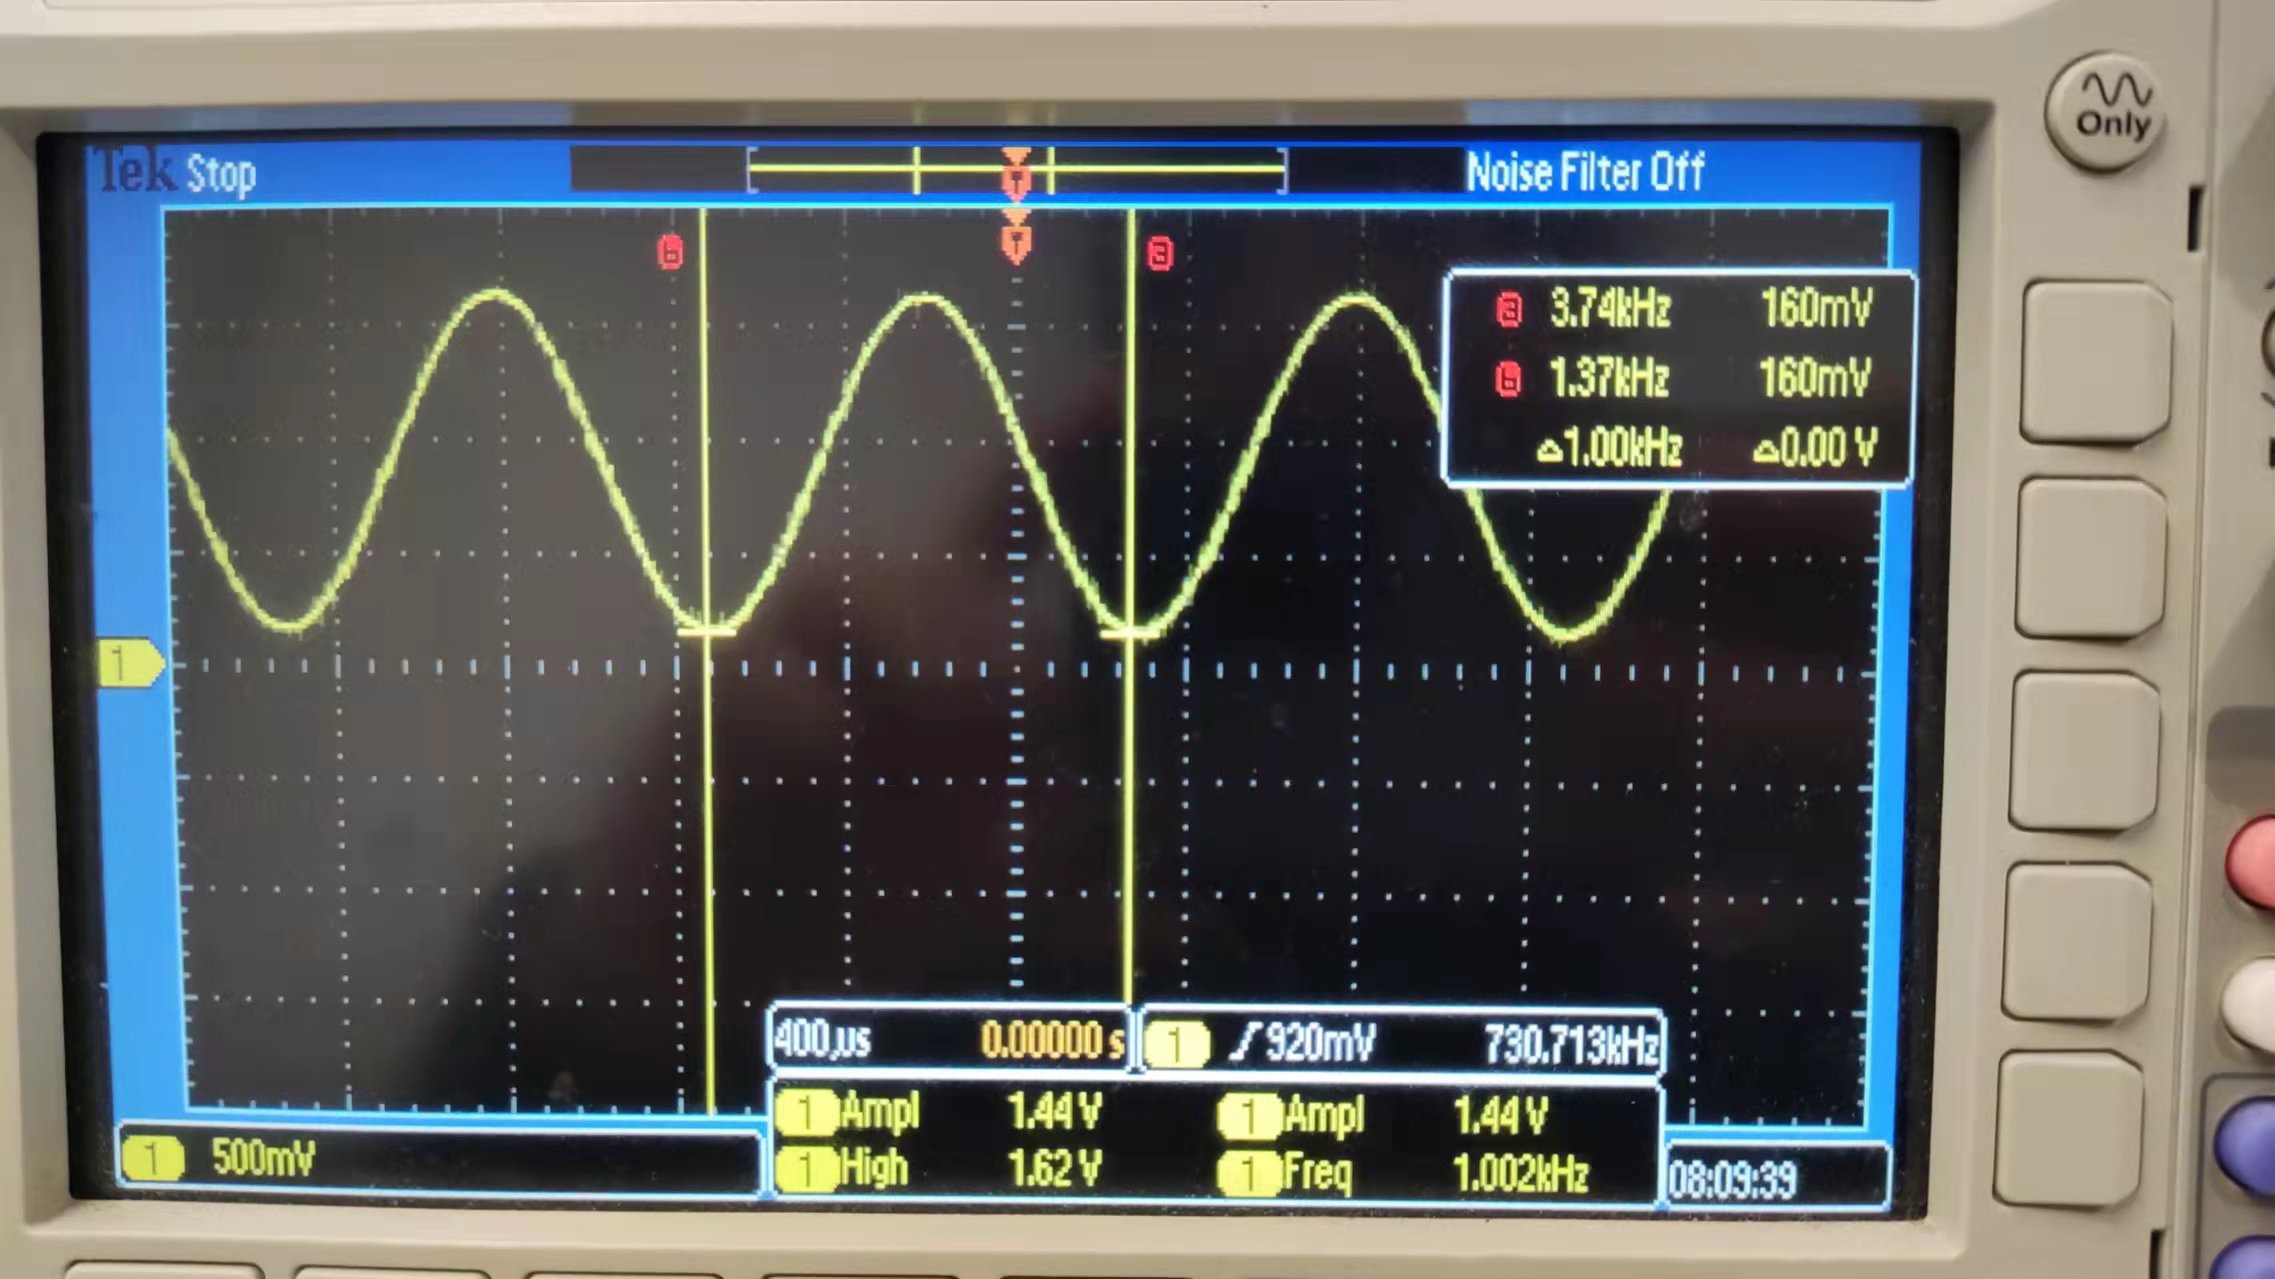 Only
Tek Stop
Noise Filter Off
b
T
T
a
a 3.74kHz 160mV
b 1.37kHz 160mV
△1.00kHz △0.00 V
1
400µs 0.00000 s
1 920mV 730.713kHz
1 Ampl 1.44 V
1 Ampl 1.44 V
1 High 1.62 V
1 Freq 1.002kHz
1 500mV
08:09:39